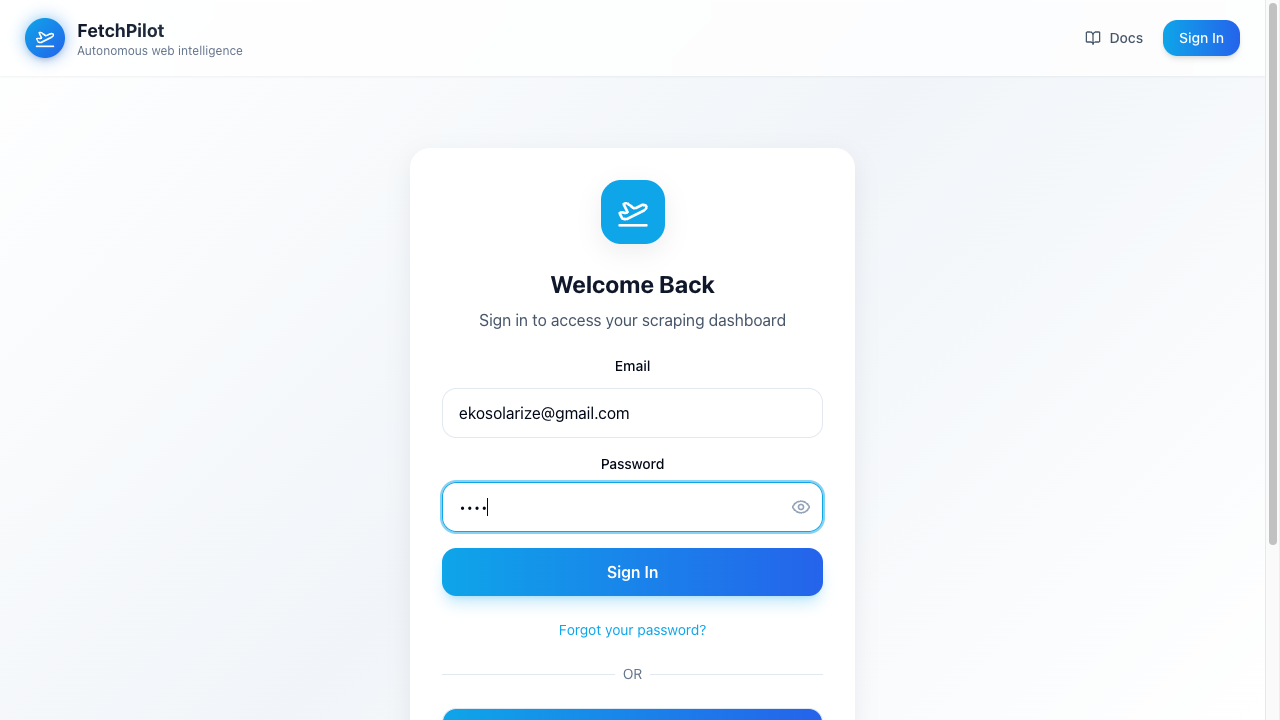 FetchPilot
Autonomous web intelligence
Docs
Sign In
Welcome Back
Sign in to access your scraping dashboard
Email
ekosolarize@gmail.com
Password
••••
Sign In
Forgot your password?
OR